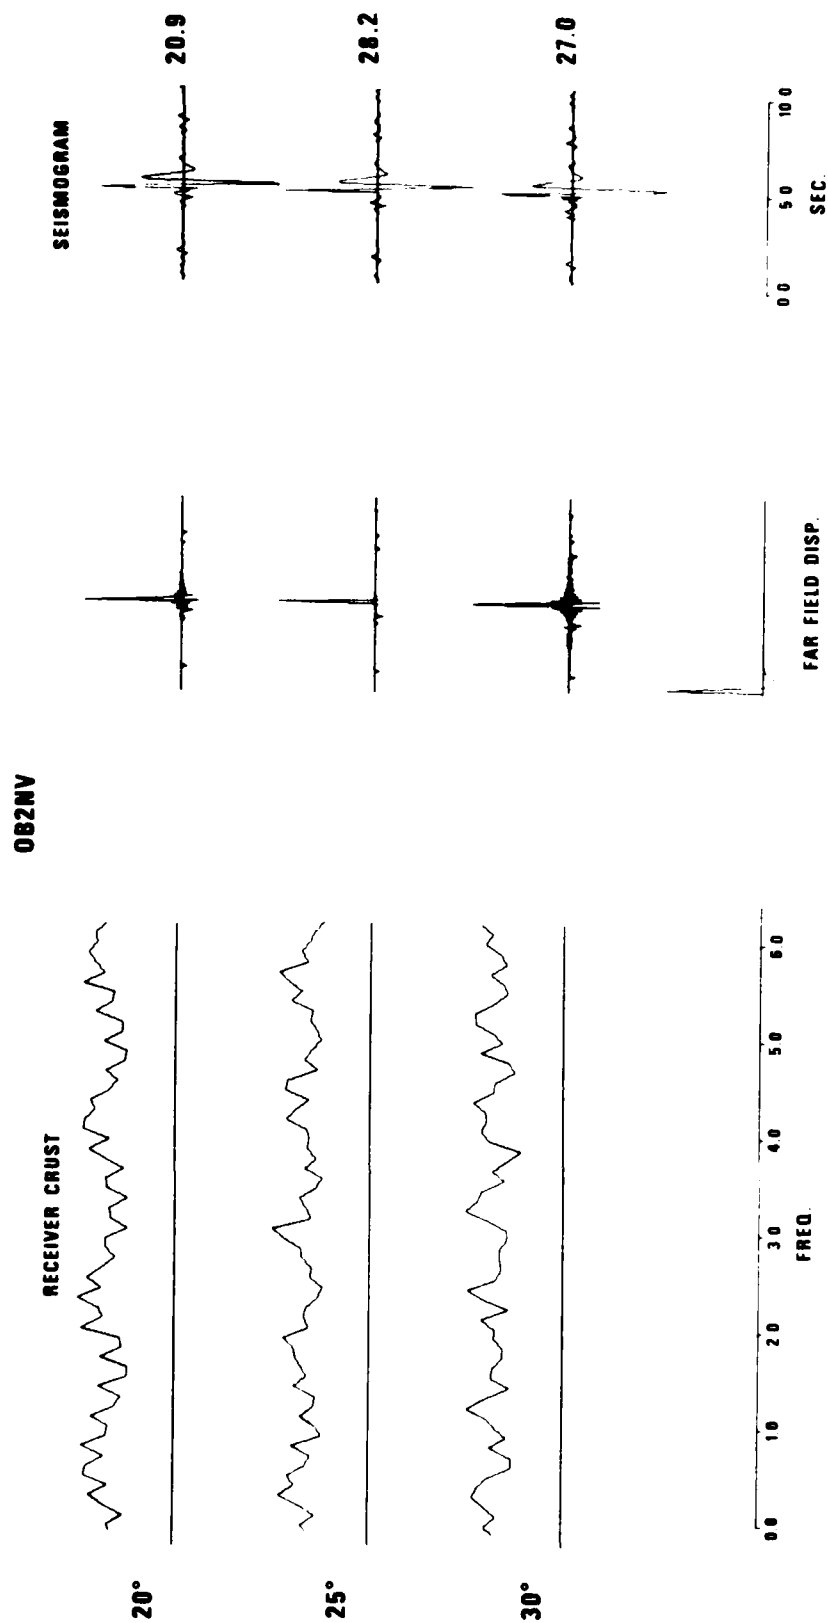 OB2NV
RECEIVER CRUST
SEISMOGRAM
20°
20.9
25°
28.2
30°
27.0
0.0 1.0 2.0 3.0 4.0 5.0 6.0
FREQ.
FAR FIELD DISP.
0.0 5.0 10.0
SEC.